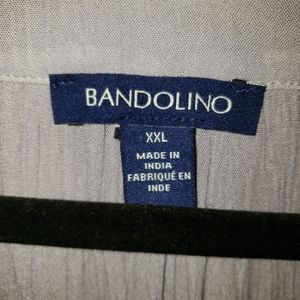 BANDOLINO
XXL
MADE IN
INDIA
FABRIQUÉ EN
INDE